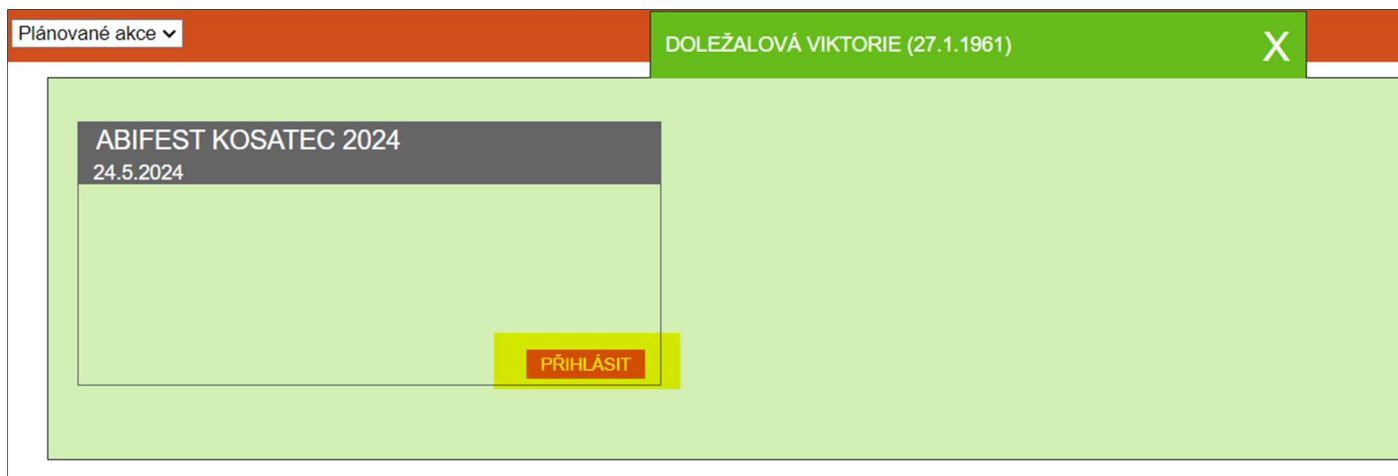 Plánované akce
DOLEŽALOVÁ VIKTORIE (27.1.1961)
X
ABIFEST KOSATEC 2024
24.5.2024
PŘIHLÁSIT